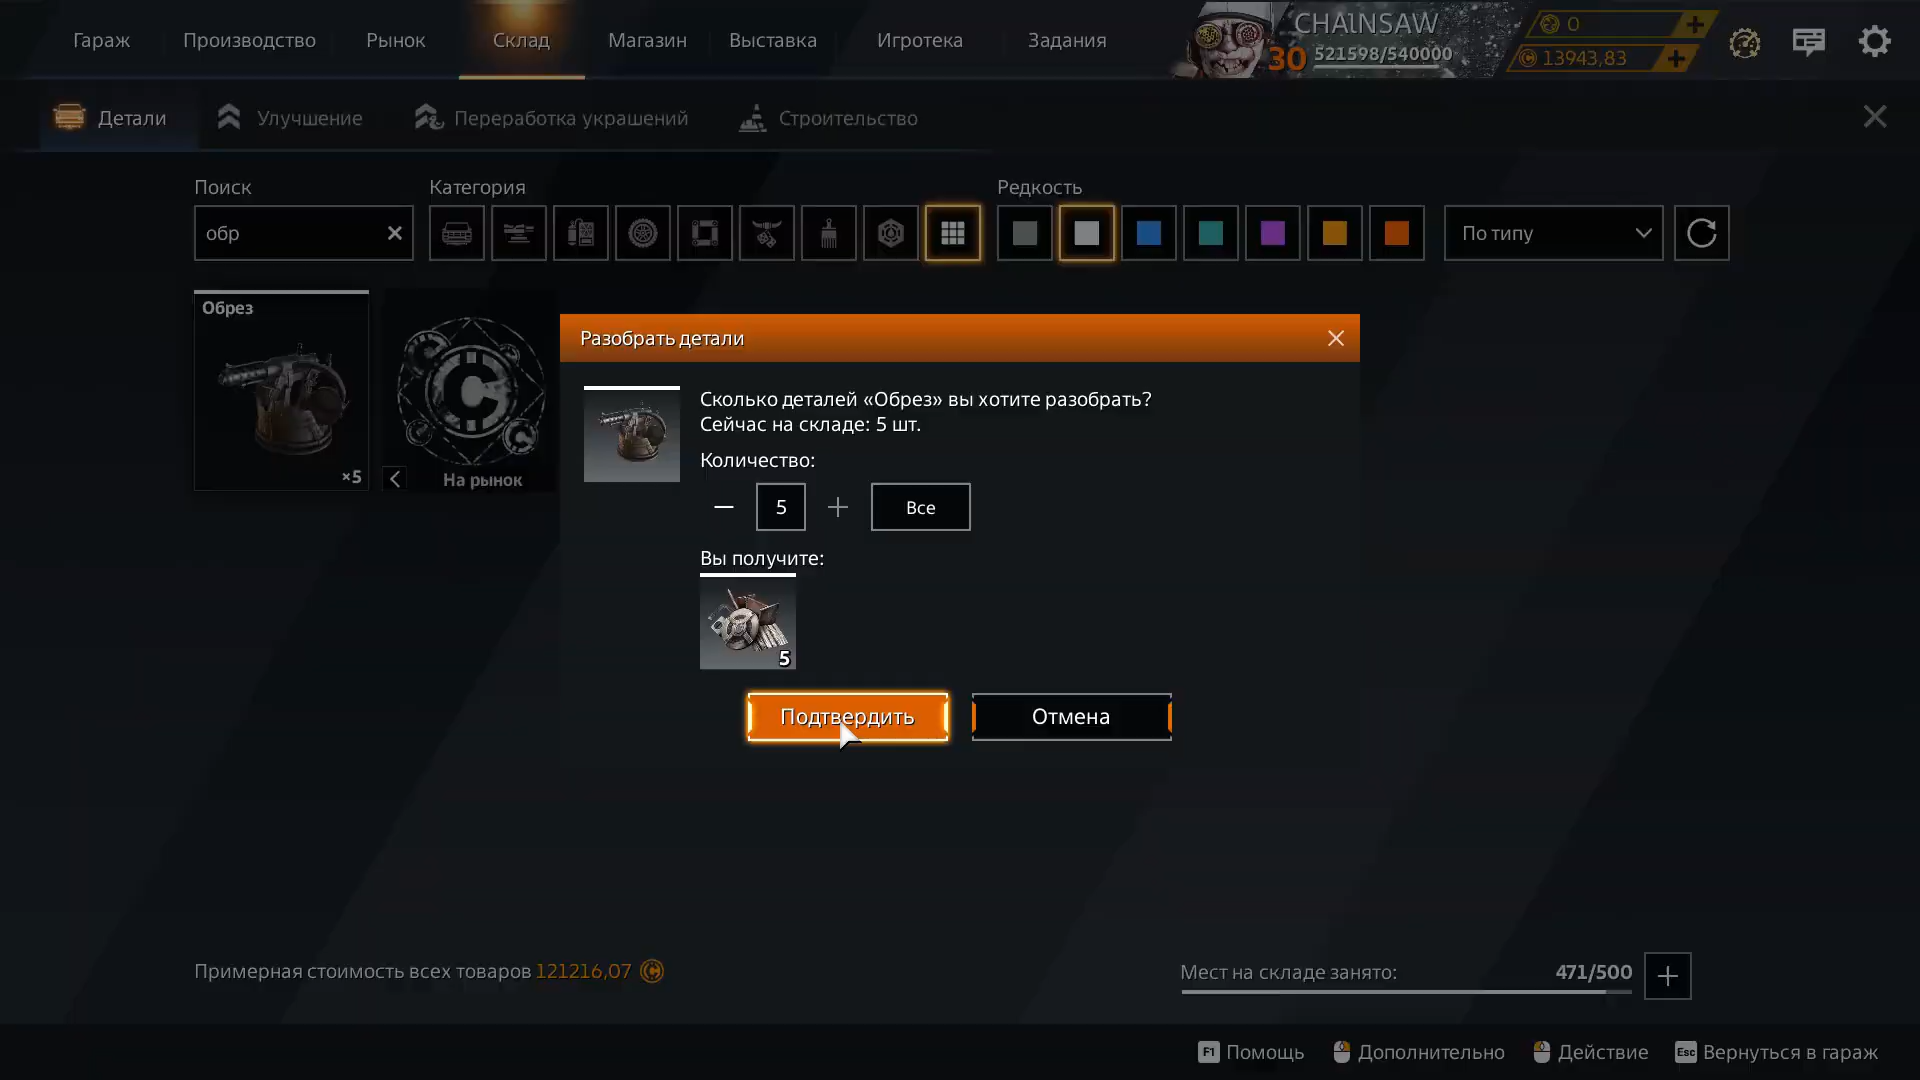 Гараж Производство Рынок Склад Магазин Выставка Игротека Задания
CHAINSAW
30 521598/540000
0
13943,83
Детали Улучшение Переработка украшений Строительство
Поиск Категория Редкость
обр По типу
Обрез
×5
На рынок
Разобрать детали
Сколько деталей «Обрез» вы хотите разобрать?
Сейчас на складе: 5 шт.
Количество:
5 Все
Вы получите:
5
Подтвердить Отмена
Примерная стоимость всех товаров 121216,07
Мест на складе занято: 471/500
F1 Помощь Дополнительно Действие Esc Вернуться в гараж